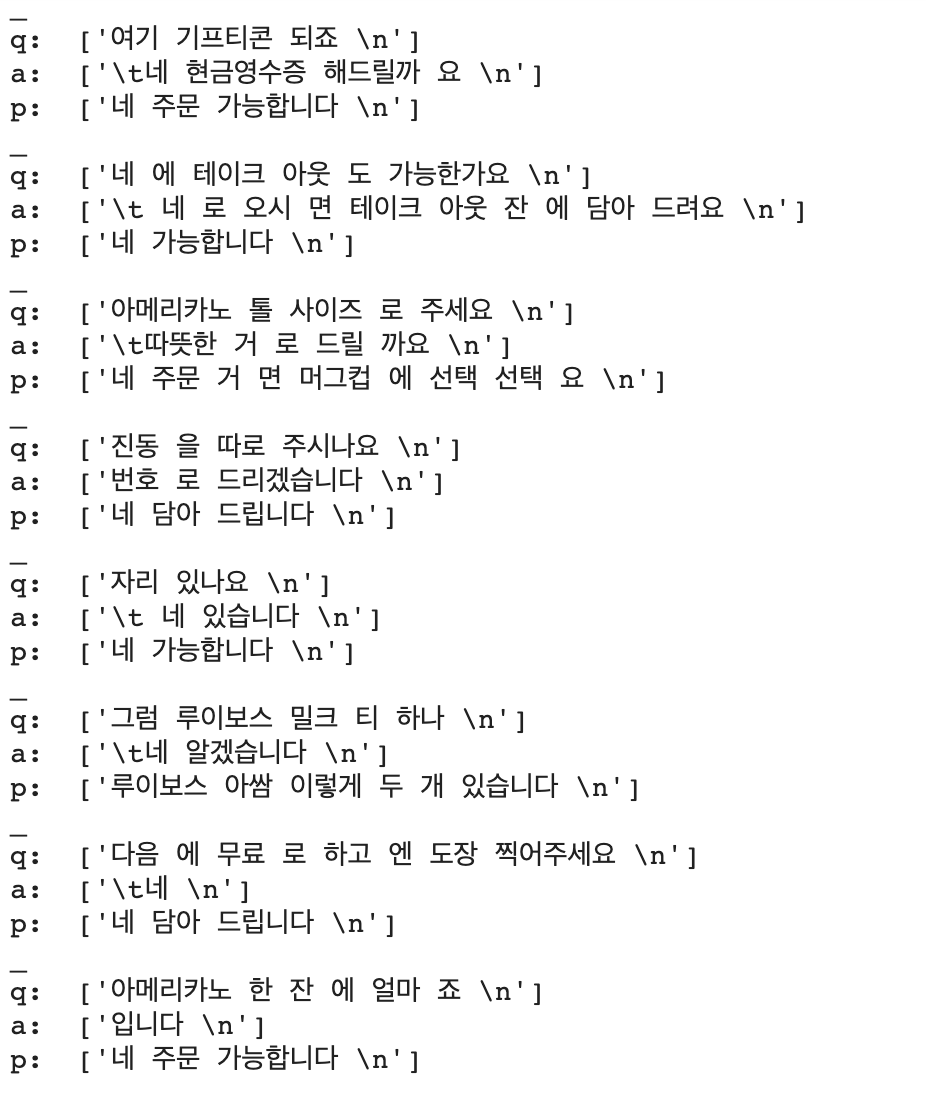 _
q: ['여기 기프티콘 되죠 \n']
a: ['\t네 현금영수증 해드릴까 요 \n']
p: ['네 주문 가능합니다 \n']
_
q: ['네 에 테이크 아웃 도 가능한가요 \n']
a: ['\t 네 로 오시 면 테이크 아웃 잔 에 담아 드려요 \n']
p: ['네 가능합니다 \n']
_
q: ['아메리카노 톨 사이즈 로 주세요 \n']
a: ['\t따뜻한 거 로 드릴 까요 \n']
p: ['네 주문 거 면 머그컵 에 선택 선택 요 \n']
_
q: ['진동 을 따로 주시나요 \n']
a: ['번호 로 드리겠습니다 \n']
p: ['네 담아 드립니다 \n']
_
q: ['자리 있나요 \n']
a: ['\t 네 있습니다 \n']
p: ['네 가능합니다 \n']
_
q: ['그럼 루이보스 밀크 티 하나 \n']
a: ['\t네 알겠습니다 \n']
p: ['루이보스 아쌈 이렇게 두 개 있습니다 \n']
_
q: ['다음 에 무료 로 하고 엔 도장 찍어주세요 \n']
a: ['\t네 \n']
p: ['네 담아 드립니다 \n']
_
q: ['아메리카노 한 잔 에 얼마 죠 \n']
a: ['입니다 \n']
p: ['네 주문 가능합니다 \n']